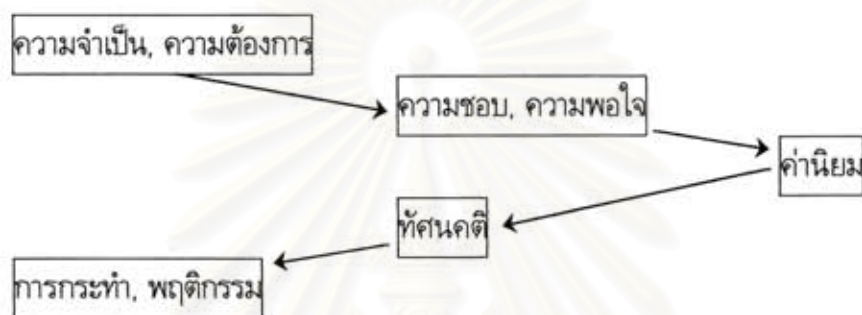 ความจำเป็น, ความต้องการ
ความชอบ, ความพอใจ
ค่านิยม
ทัศนคติ
การกระทำ, พฤติกรรม